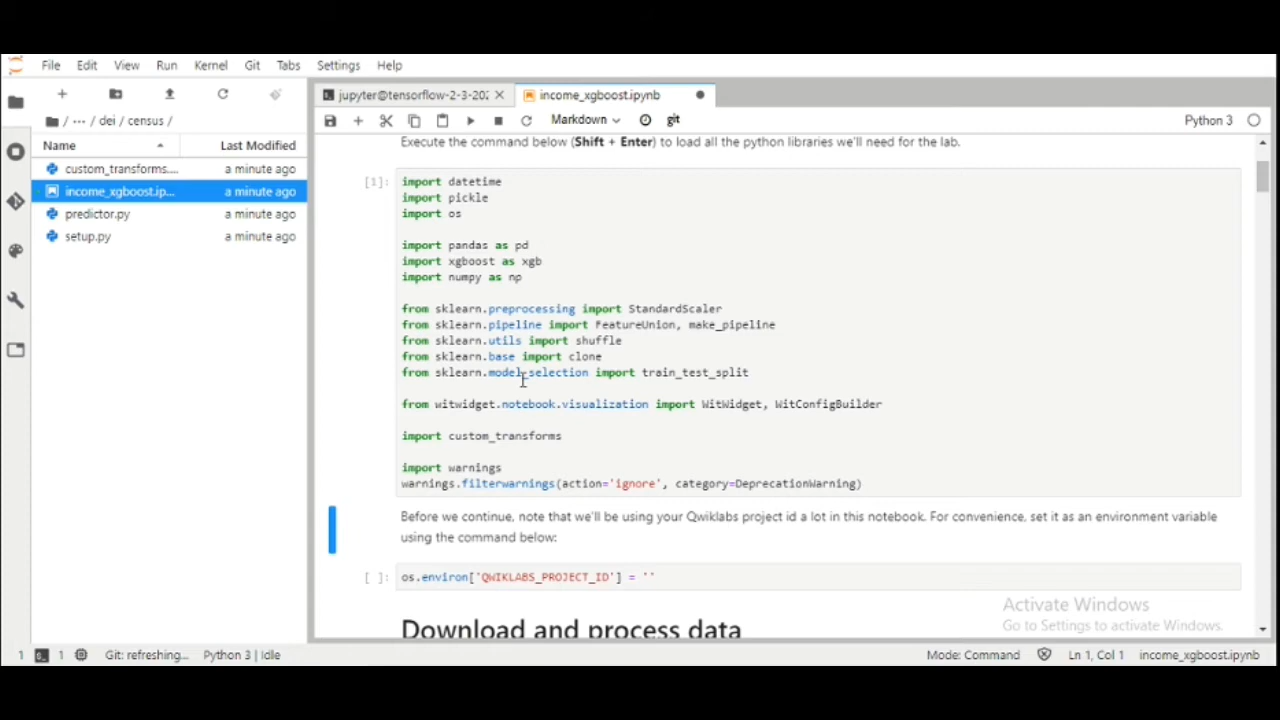 File Edit View Run Kernel Git Tabs Settings Help
/ ··· / dei / census /
Name Last Modified
custom_transforms.... a minute ago
income_xgboost.ip... a minute ago
predictor.py a minute ago
setup.py a minute ago
jupyter@tensorflow-2-3-202
income_xgboost.ipynb
Markdown
git
Python 3
Execute the command below (Shift + Enter) to load all the python libraries we'll need for the lab.
[1]:
import datetime
import pickle
import os
import pandas as pd
import xgboost as xgb
import numpy as np
from sklearn.preprocessing import StandardScaler
from sklearn.pipeline import FeatureUnion, make_pipeline
from sklearn.utils import shuffle
from sklearn.base import clone
from sklearn.model_selection import train_test_split
from witwidget.notebook.visualization import WitWidget, WitConfigBuilder
import custom_transforms
import warnings
warnings.filterwarnings(action='ignore', category=DeprecationWarning)
Before we continue, note that we'll be using your Qwiklabs project id a lot in this notebook. For convenience, set it as an environment variable
using the command below:
[ ]: os.environ['QWIKLABS_PROJECT_ID'] = ''
Download and process data
Activate Windows
Go to Settings to activate Windows.
1 1 Git: refreshing... Python 3 | Idle Mode: Command Ln 1, Col 1 income_xgboost.ipynb